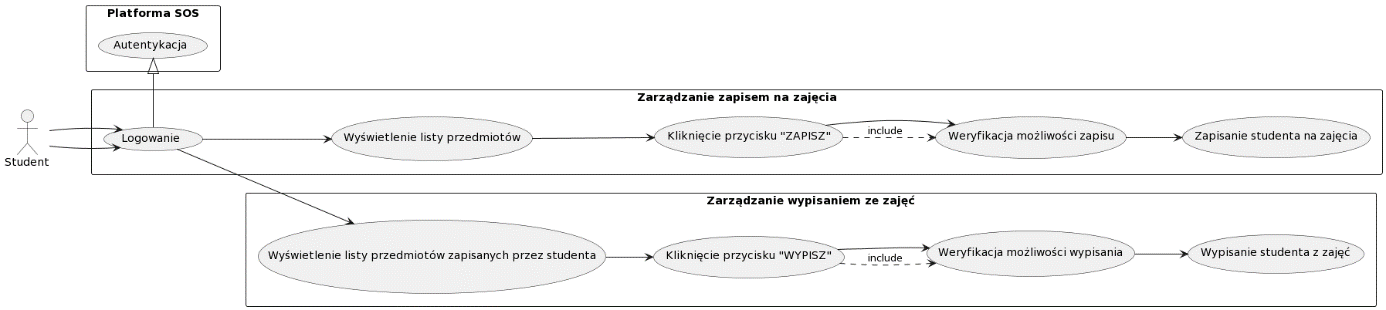 Platforma SOS
Autentykacja
Zarządzanie zapisem na zajęcia
Student
Logowanie
Wyświetlenie listy przedmiotów
Kliknięcie przycisku "ZAPISZ"
include
Weryfikacja możliwości zapisu
Zapisanie studenta na zajęcia
Zarządzanie wypisaniem ze zajęć
Wyświetlenie listy przedmiotów zapisanych przez studenta
Kliknięcie przycisku "WYPISZ"
include
Weryfikacja możliwości wypisania
Wypisanie studenta z zajęć